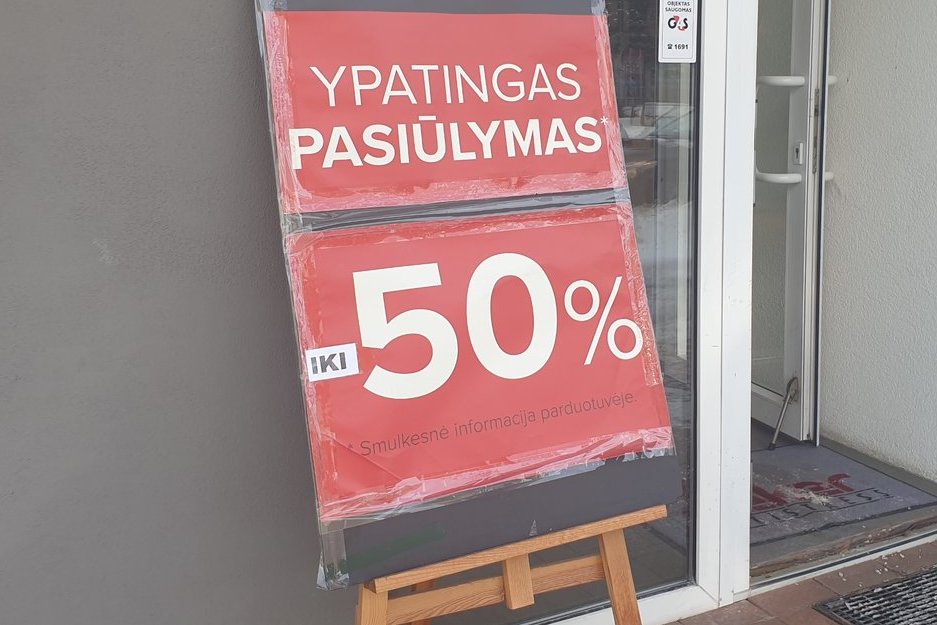 OBJEKTAS
SAUGOMAS
G4S
☎ 1691
YPATINGAS
PASIŪLYMAS*
IKI 50%
* Smulkesnė informacija parduotuvėje.